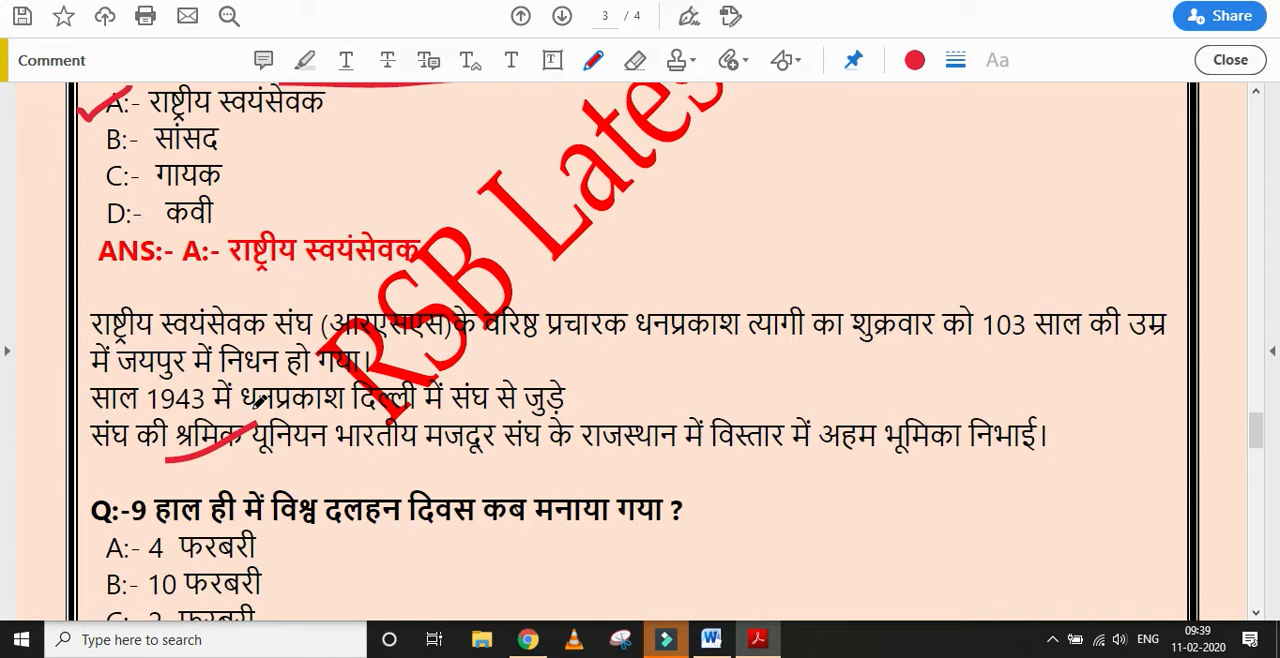 3 / 4
Share
Comment
Aa
Close
A:- राष्ट्रीय स्वयंसेवक
B:- सांसद
C:- गायक
D:- कवी
ANS:- A:- राष्ट्रीय स्वयंसेवक
राष्ट्रीय स्वयंसेवक संघ (आरएसएस)के वरिष्ठ प्रचारक धनप्रकाश त्यागी का शुक्रवार को 103 साल की उम्र
में जयपुर में निधन हो गया।
साल 1943 में धनप्रकाश दिल्ली में संघ से जुड़े
संघ की श्रमिक यूनियन भारतीय मजदूर संघ के राजस्थान में विस्तार में अहम भूमिका निभाई।
Q:-9 हाल ही में विश्व दलहन दिवस कब मनाया गया ?
A:- 4 फरबरी
B:- 10 फरबरी
RSB Lates
Type here to search
ENG
09:39
11-02-2020